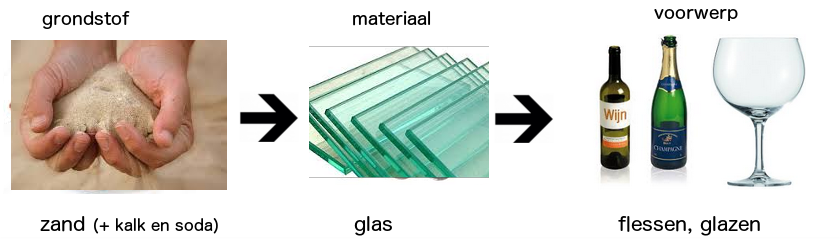 grondstof
materiaal
voorwerp
Wijn
CHAMPAGNE
zand (+ kalk en soda)
glas
flessen, glazen